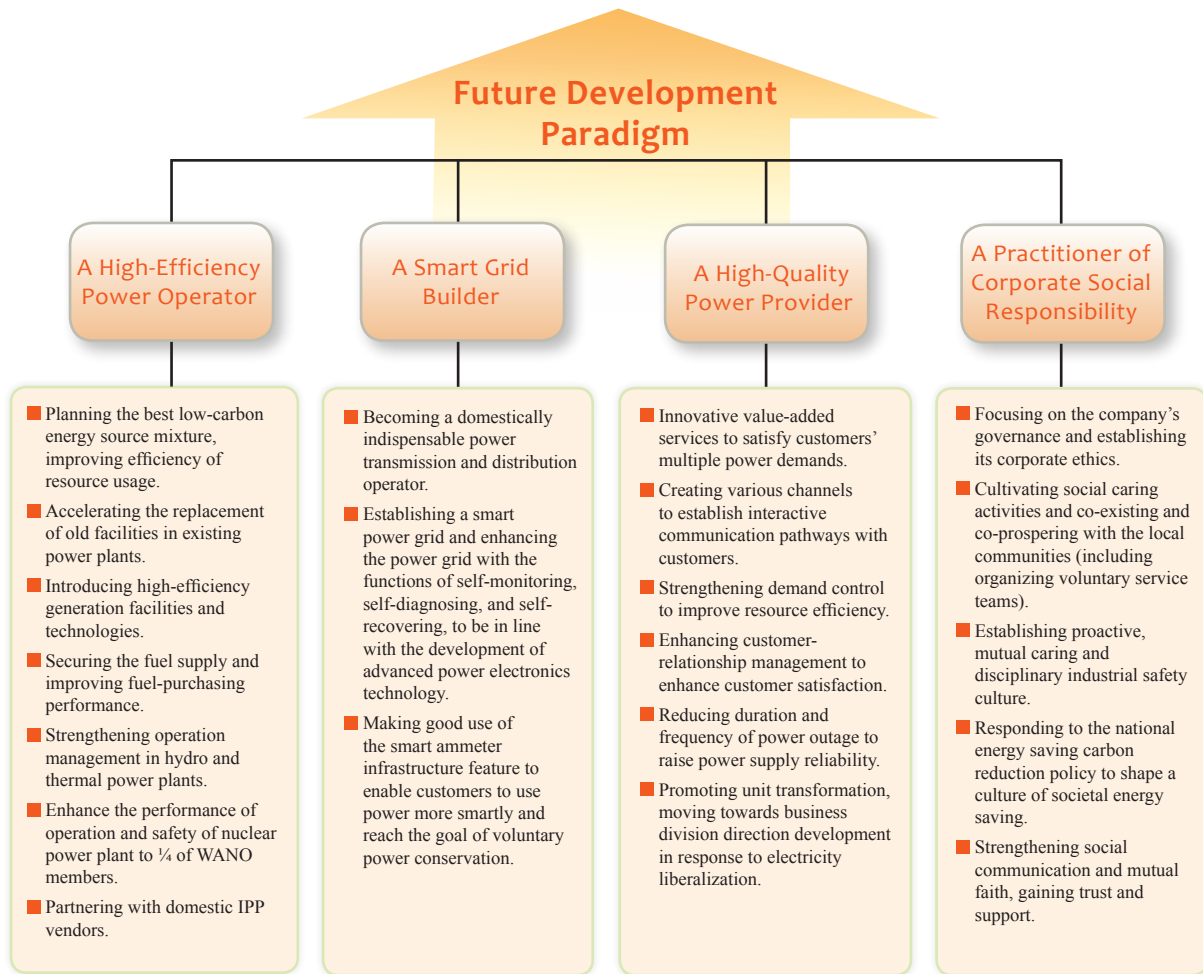 Future Development
Paradigm
A High-Efficiency
Power Operator
■ Planning the best low-carbon
energy source mixture,
improving efficiency of
resource usage.
■ Accelerating the replacement
of old facilities in existing
power plants.
■ Introducing high-efficiency
generation facilities and
technologies.
■ Securing the fuel supply and
improving fuel-purchasing
performance.
■ Strengthening operation
management in hydro and
thermal power plants.
■ Enhance the performance of
operation and safety of nuclear
power plant to ¼ of WANO
members.
■ Partnering with domestic IPP
vendors.
A Smart Grid
Builder
■ Becoming a domestically
indispensable power
transmission and distribution
operator.
■ Establishing a smart
power grid and enhancing
the power grid with the
functions of self-monitoring,
self-diagnosing, and self-
recovering, to be in line
with the development of
advanced power electronics
technology.
■ Making good use of
the smart ammeter
infrastructure feature to
enable customers to use
power more smartly and
reach the goal of voluntary
power conservation.
A High-Quality
Power Provider
■ Innovative value-added
services to satisfy customers’
multiple power demands.
■ Creating various channels
to establish interactive
communication pathways with
customers.
■ Strengthening demand control
to improve resource efficiency.
■ Enhancing customer-
relationship management to
enhance customer satisfaction.
■ Reducing duration and
frequency of power outage to
raise power supply reliability.
■ Promoting unit transformation,
moving towards business
division direction development
in response to electricity
liberalization.
A Practitioner of
Corporate Social
Responsibility
■ Focusing on the company’s
governance and establishing
its corporate ethics.
■ Cultivating social caring
activities and co-existing and
co-prospering with the local
communities (including
organizing voluntary service
teams).
■ Establishing proactive,
mutual caring and
disciplinary industrial safety
culture.
■ Responding to the national
energy saving carbon
reduction policy to shape a
culture of societal energy
saving.
■ Strengthening social
communication and mutual
faith, gaining trust and
support.